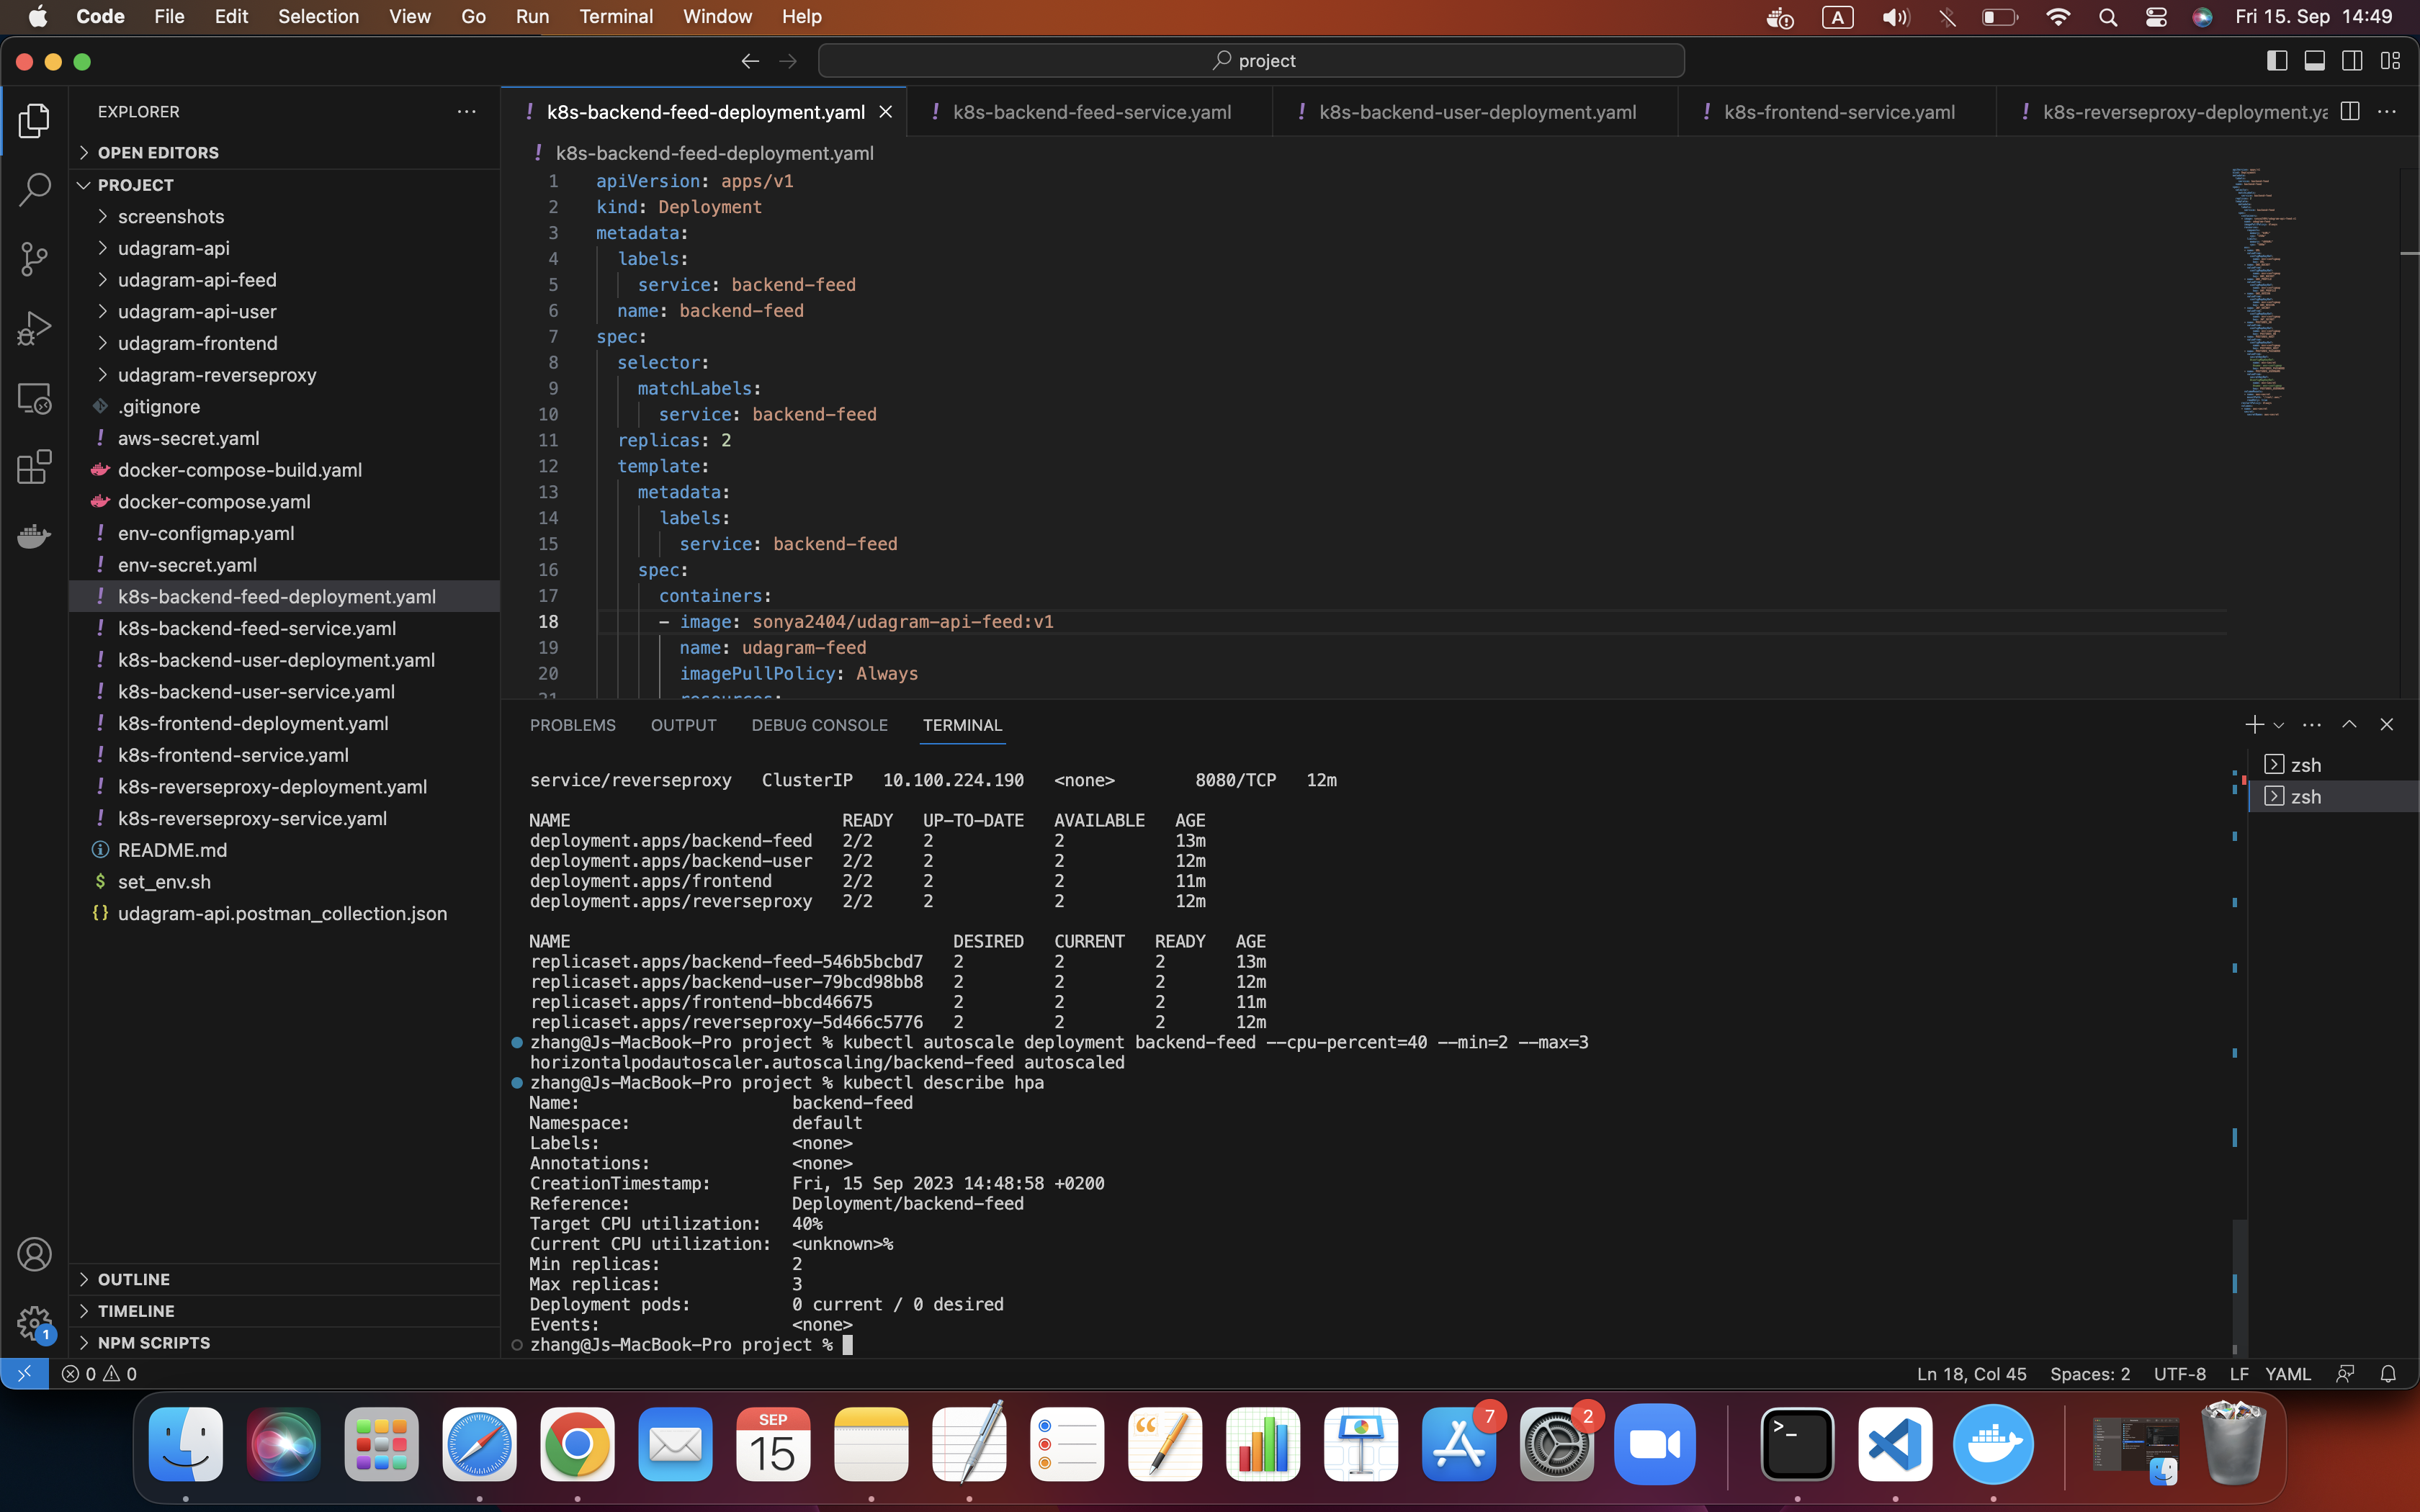 Code File Edit Selection View Go Run Terminal Window Help
A
Fri 15. Sep 14:49
project
EXPLORER
k8s-backend-feed-deployment.yaml
k8s-backend-feed-service.yaml
k8s-backend-user-deployment.yaml
k8s-frontend-service.yaml
k8s-reverseproxy-deployment.ya
OPEN EDITORS
PROJECT
screenshots
udagram-api
udagram-api-feed
udagram-api-user
udagram-frontend
udagram-reverseproxy
.gitignore
aws-secret.yaml
docker-compose-build.yaml
docker-compose.yaml
env-configmap.yaml
env-secret.yaml
k8s-backend-feed-deployment.yaml
k8s-backend-feed-service.yaml
k8s-backend-user-deployment.yaml
k8s-backend-user-service.yaml
k8s-frontend-deployment.yaml
k8s-frontend-service.yaml
k8s-reverseproxy-deployment.yaml
k8s-reverseproxy-service.yaml
README.md
set_env.sh
udagram-api.postman_collection.json
OUTLINE
TIMELINE
NPM SCRIPTS
k8s-backend-feed-deployment.yaml
1 apiVersion: apps/v1
2 kind: Deployment
3 metadata:
4 labels:
5 service: backend-feed
6 name: backend-feed
7 spec:
8 selector:
9 matchLabels:
10 service: backend-feed
11 replicas: 2
12 template:
13 metadata:
14 labels:
15 service: backend-feed
16 spec:
17 containers:
18 - image: sonya2404/udagram-api-feed:v1
19 name: udagram-feed
20 imagePullPolicy: Always
21 resources:
PROBLEMS OUTPUT DEBUG CONSOLE TERMINAL
zsh
zsh
service/reverseproxy ClusterIP 10.100.224.190 <none> 8080/TCP 12m
NAME READY UP-TO-DATE AVAILABLE AGE
deployment.apps/backend-feed 2/2 2 2 13m
deployment.apps/backend-user 2/2 2 2 12m
deployment.apps/frontend 2/2 2 2 11m
deployment.apps/reverseproxy 2/2 2 2 12m
NAME DESIRED CURRENT READY AGE
replicaset.apps/backend-feed-546b5bcbd7 2 2 2 13m
replicaset.apps/backend-user-79bcd98bb8 2 2 2 12m
replicaset.apps/frontend-bbcd46675 2 2 2 11m
replicaset.apps/reverseproxy-5d466c5776 2 2 2 12m
zhang@Js-MacBook-Pro project % kubectl autoscale deployment backend-feed --cpu-percent=40 --min=2 --max=3
horizontalpodautoscaler.autoscaling/backend-feed autoscaled
zhang@Js-MacBook-Pro project % kubectl describe hpa
Name: backend-feed
Namespace: default
Labels: <none>
Annotations: <none>
CreationTimestamp: Fri, 15 Sep 2023 14:48:58 +0200
Reference: Deployment/backend-feed
Target CPU utilization: 40%
Current CPU utilization: <unknown>%
Min replicas: 2
Max replicas: 3
Deployment pods: 0 current / 0 desired
Events: <none>
zhang@Js-MacBook-Pro project %
1
0 0
Ln 18, Col 45 Spaces: 2 UTF-8 LF YAML
SEP
15
7
2